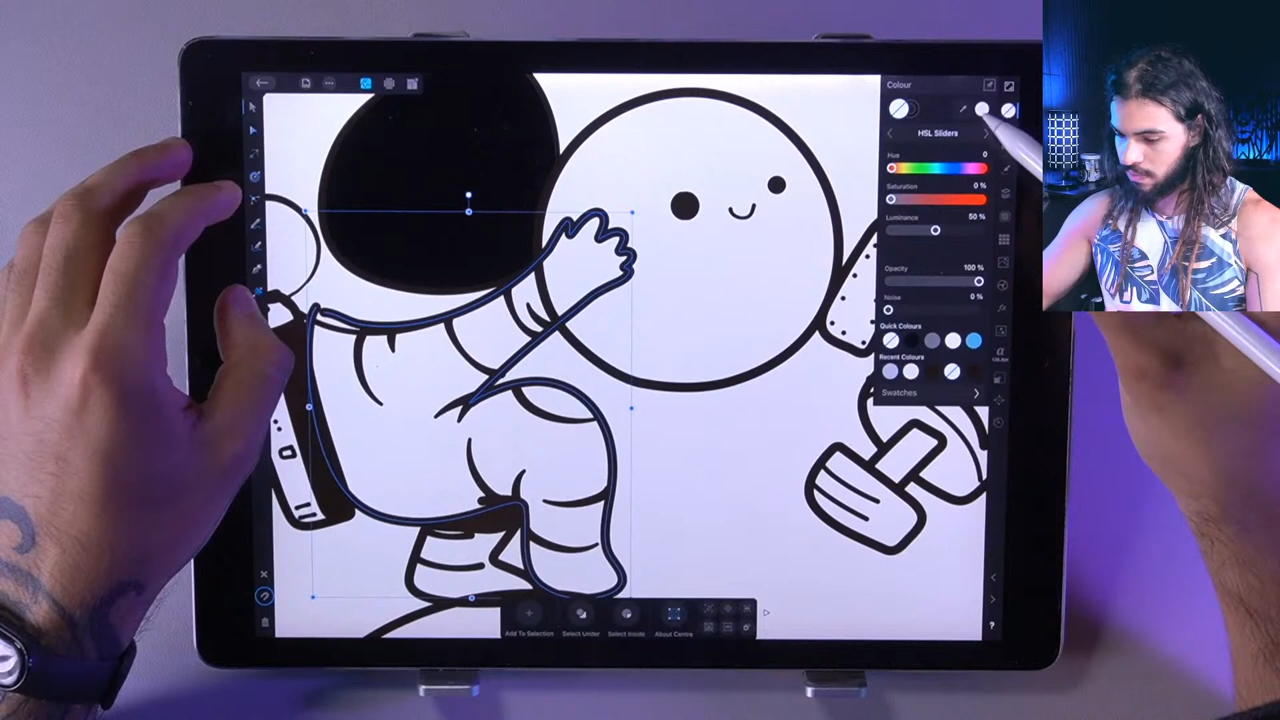 Colour
HSL Sliders
Hue 0
Saturation 0 %
Luminance 50 %
Opacity 100 %
Noise 0 %
Quick Colours
Recent Colours
Swatches
Add To Selection Select Under Select Inside About Centre